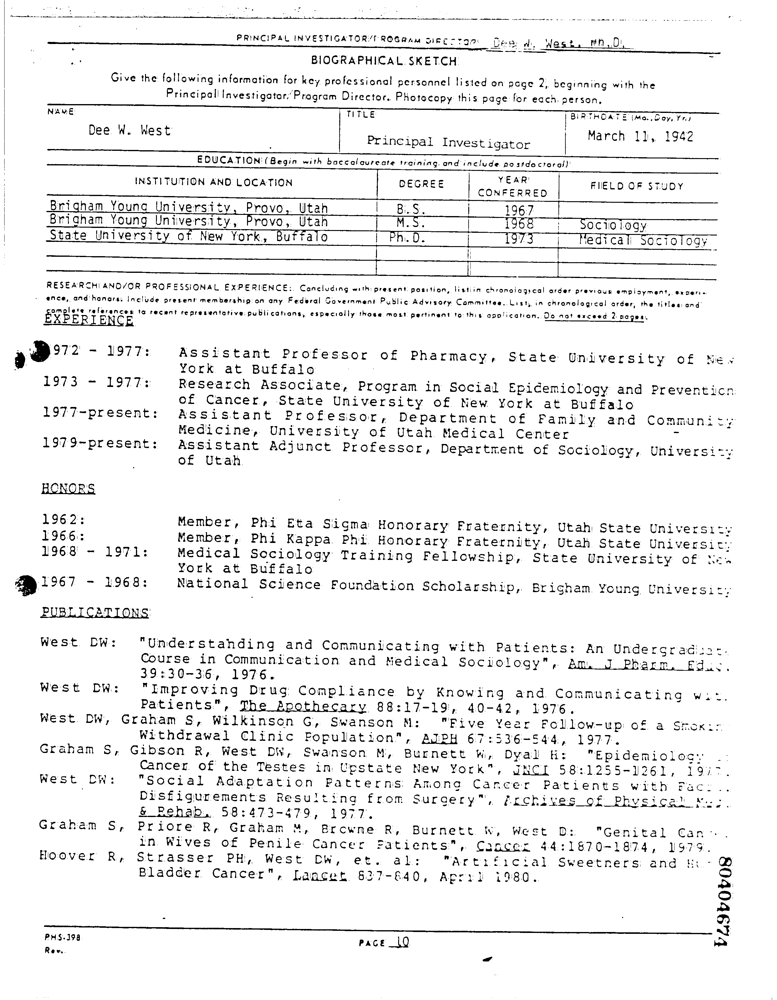 PRINCIPAL INVESTIGATOR/PROGRAM DIRECTOR: Dee W. West, Ph.D.
BIOGRAPHICAL SKETCH
Give the following information for key professional personnel listed on page 2, beginning with the
Principal Investigator/Program Director. Photocopy this page for each person.
NAME TITLE BIRTHDATE (Mo., Day, Yr.)
Dee W. West Principal Investigator March 11, 1942
EDUCATION (Begin with baccalaureate training and include postdoctoral)
INSTITUTION AND LOCATION DEGREE YEAR CONFERRED FIELD OF STUDY
Brigham Young University, Provo, Utah B.S. 1967
Brigham Young University, Provo, Utah M.S. 1968 Sociology
State University of New York, Buffalo Ph.D. 1973 Medical Sociology
RESEARCH AND/OR PROFESSIONAL EXPERIENCE: Concluding with present position, list in chronological order previous employment, experi-
ence, and honors. Include present membership on any Federal Government Public Advisory Committee. List, in chronological order, the titles and
complete references to recent representative publications, especially those most pertinent to this application. Do not exceed 2 pages.
EXPERIENCE
1972 - 1977: Assistant Professor of Pharmacy, State University of New
York at Buffalo
1973 - 1977: Research Associate, Program in Social Epidemiology and Prevention
of Cancer, State University of New York at Buffalo
1977-present: Assistant Professor, Department of Family and Community
Medicine, University of Utah Medical Center
1979-present: Assistant Adjunct Professor, Department of Sociology, University
of Utah
HONORS
1962: Member, Phi Eta Sigma Honorary Fraternity, Utah State University
1966: Member, Phi Kappa Phi Honorary Fraternity, Utah State University
1968 - 1971: Medical Sociology Training Fellowship, State University of New
York at Buffalo
1967 - 1968: National Science Foundation Scholarship, Brigham Young University
PUBLICATIONS
West DW: "Understanding and Communicating with Patients: An Undergraduate
Course in Communication and Medical Sociology", Am. J Pharm. Educ.
39:30-36, 1976.
West DW: "Improving Drug Compliance by Knowing and Communicating with
Patients", The Apothecary 88:17-19, 40-42, 1976.
West DW, Graham S, Wilkinson G, Swanson M: "Five Year Follow-up of a Smoking
Withdrawal Clinic Population", AJPH 67:536-544, 1977.
Graham S, Gibson R, West DW, Swanson M, Burnett W, Dyal H: "Epidemiology of
Cancer of the Testes in Upstate New York", JNCI 58:1255-1261, 1977.
West DW: "Social Adaptation Patterns Among Cancer Patients with Facial
Disfigurements Resulting from Surgery", Archives of Physical Med.
& Rehab. 58:473-479, 1977.
Graham S, Priore R, Graham M, Browne R, Burnett W, West D: "Genital Cancer
in Wives of Penile Cancer Patients", Cancer 44:1870-1874, 1979.
Hoover R, Strasser PH, West DW, et. al: "Artificial Sweetners and
Bladder Cancer", Lancet 837-840, April 1980.
80404674
PHS-398
Rev.
PAGE 10